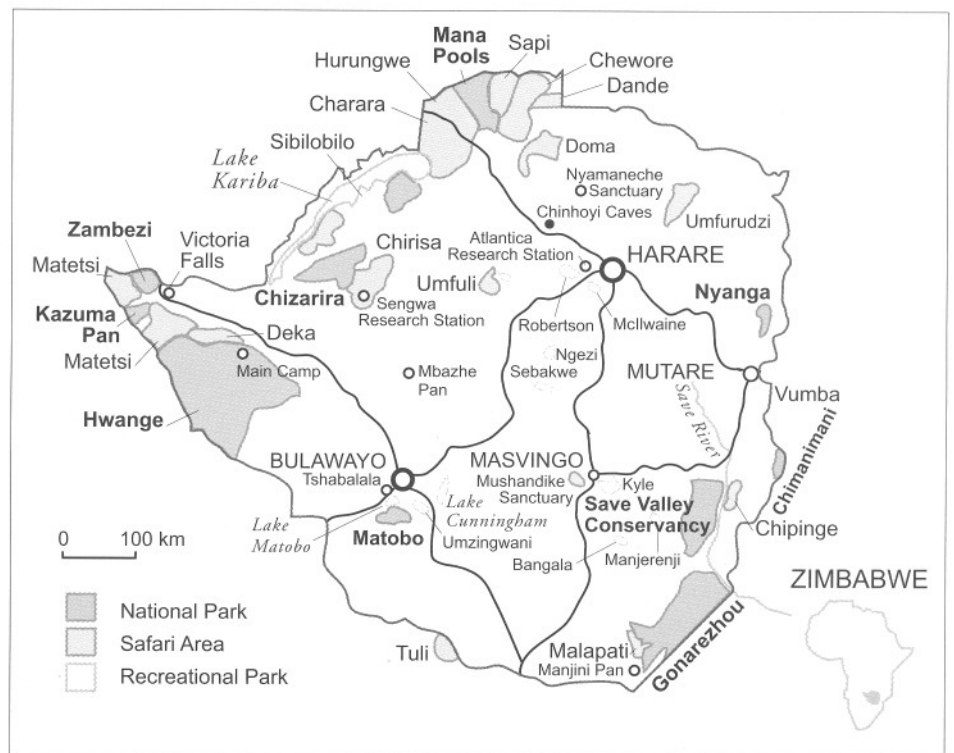 Mana
Pools
Sapi
Hurungwe
Chewore
Dande
Charara
Sibilobilo
Doma
Lake
Kariba
Nyamaneche
Sanctuary
Chinhoyi Caves
Umfurudzi
Zambezi
Victoria
Falls
Chirisa
Atlantica
Research Station
HARARE
Matetsi
Umfuli
Chizarira
Sengwa
Research Station
Nyanga
Kazuma
Pan
Robertson
McIlwaine
Deka
Matetsi
Ngezi
Main Camp
Sebakwe
Mbazhe
Pan
MUTARE
Vumba
Save River
Hwange
BULAWAYO
Tshabalala
MASVINGO
Mushandike
Sanctuary
Kyle
Chimanimani
Save Valley
Conservancy
Lake
Cunningham
Lake
Matobo
Matobo
Umzingwani
Chipinge
Bangala
Manjerenji
0 100 km
ZIMBABWE
National Park
Safari Area
Recreational Park
Tuli
Malapati
Manjini Pan
Gonarezhou